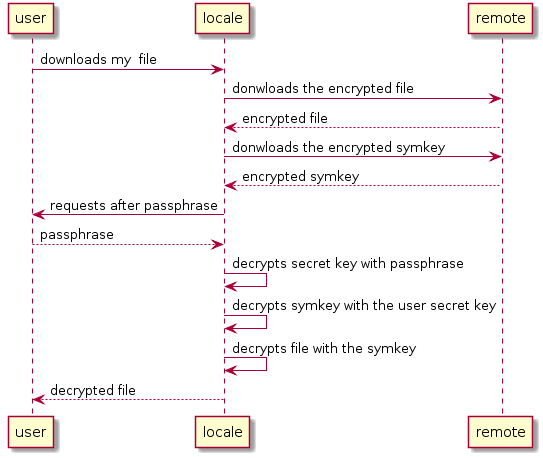 user locale remote
downloads my  file
donwloads the encrypted file
encrypted file
donwloads the encrypted symkey
encrypted symkey
requests after passphrase
passphrase
decrypts secret key with passphrase
decrypts symkey with the user secret key
decrypts file with the symkey
decrypted file
user locale remote